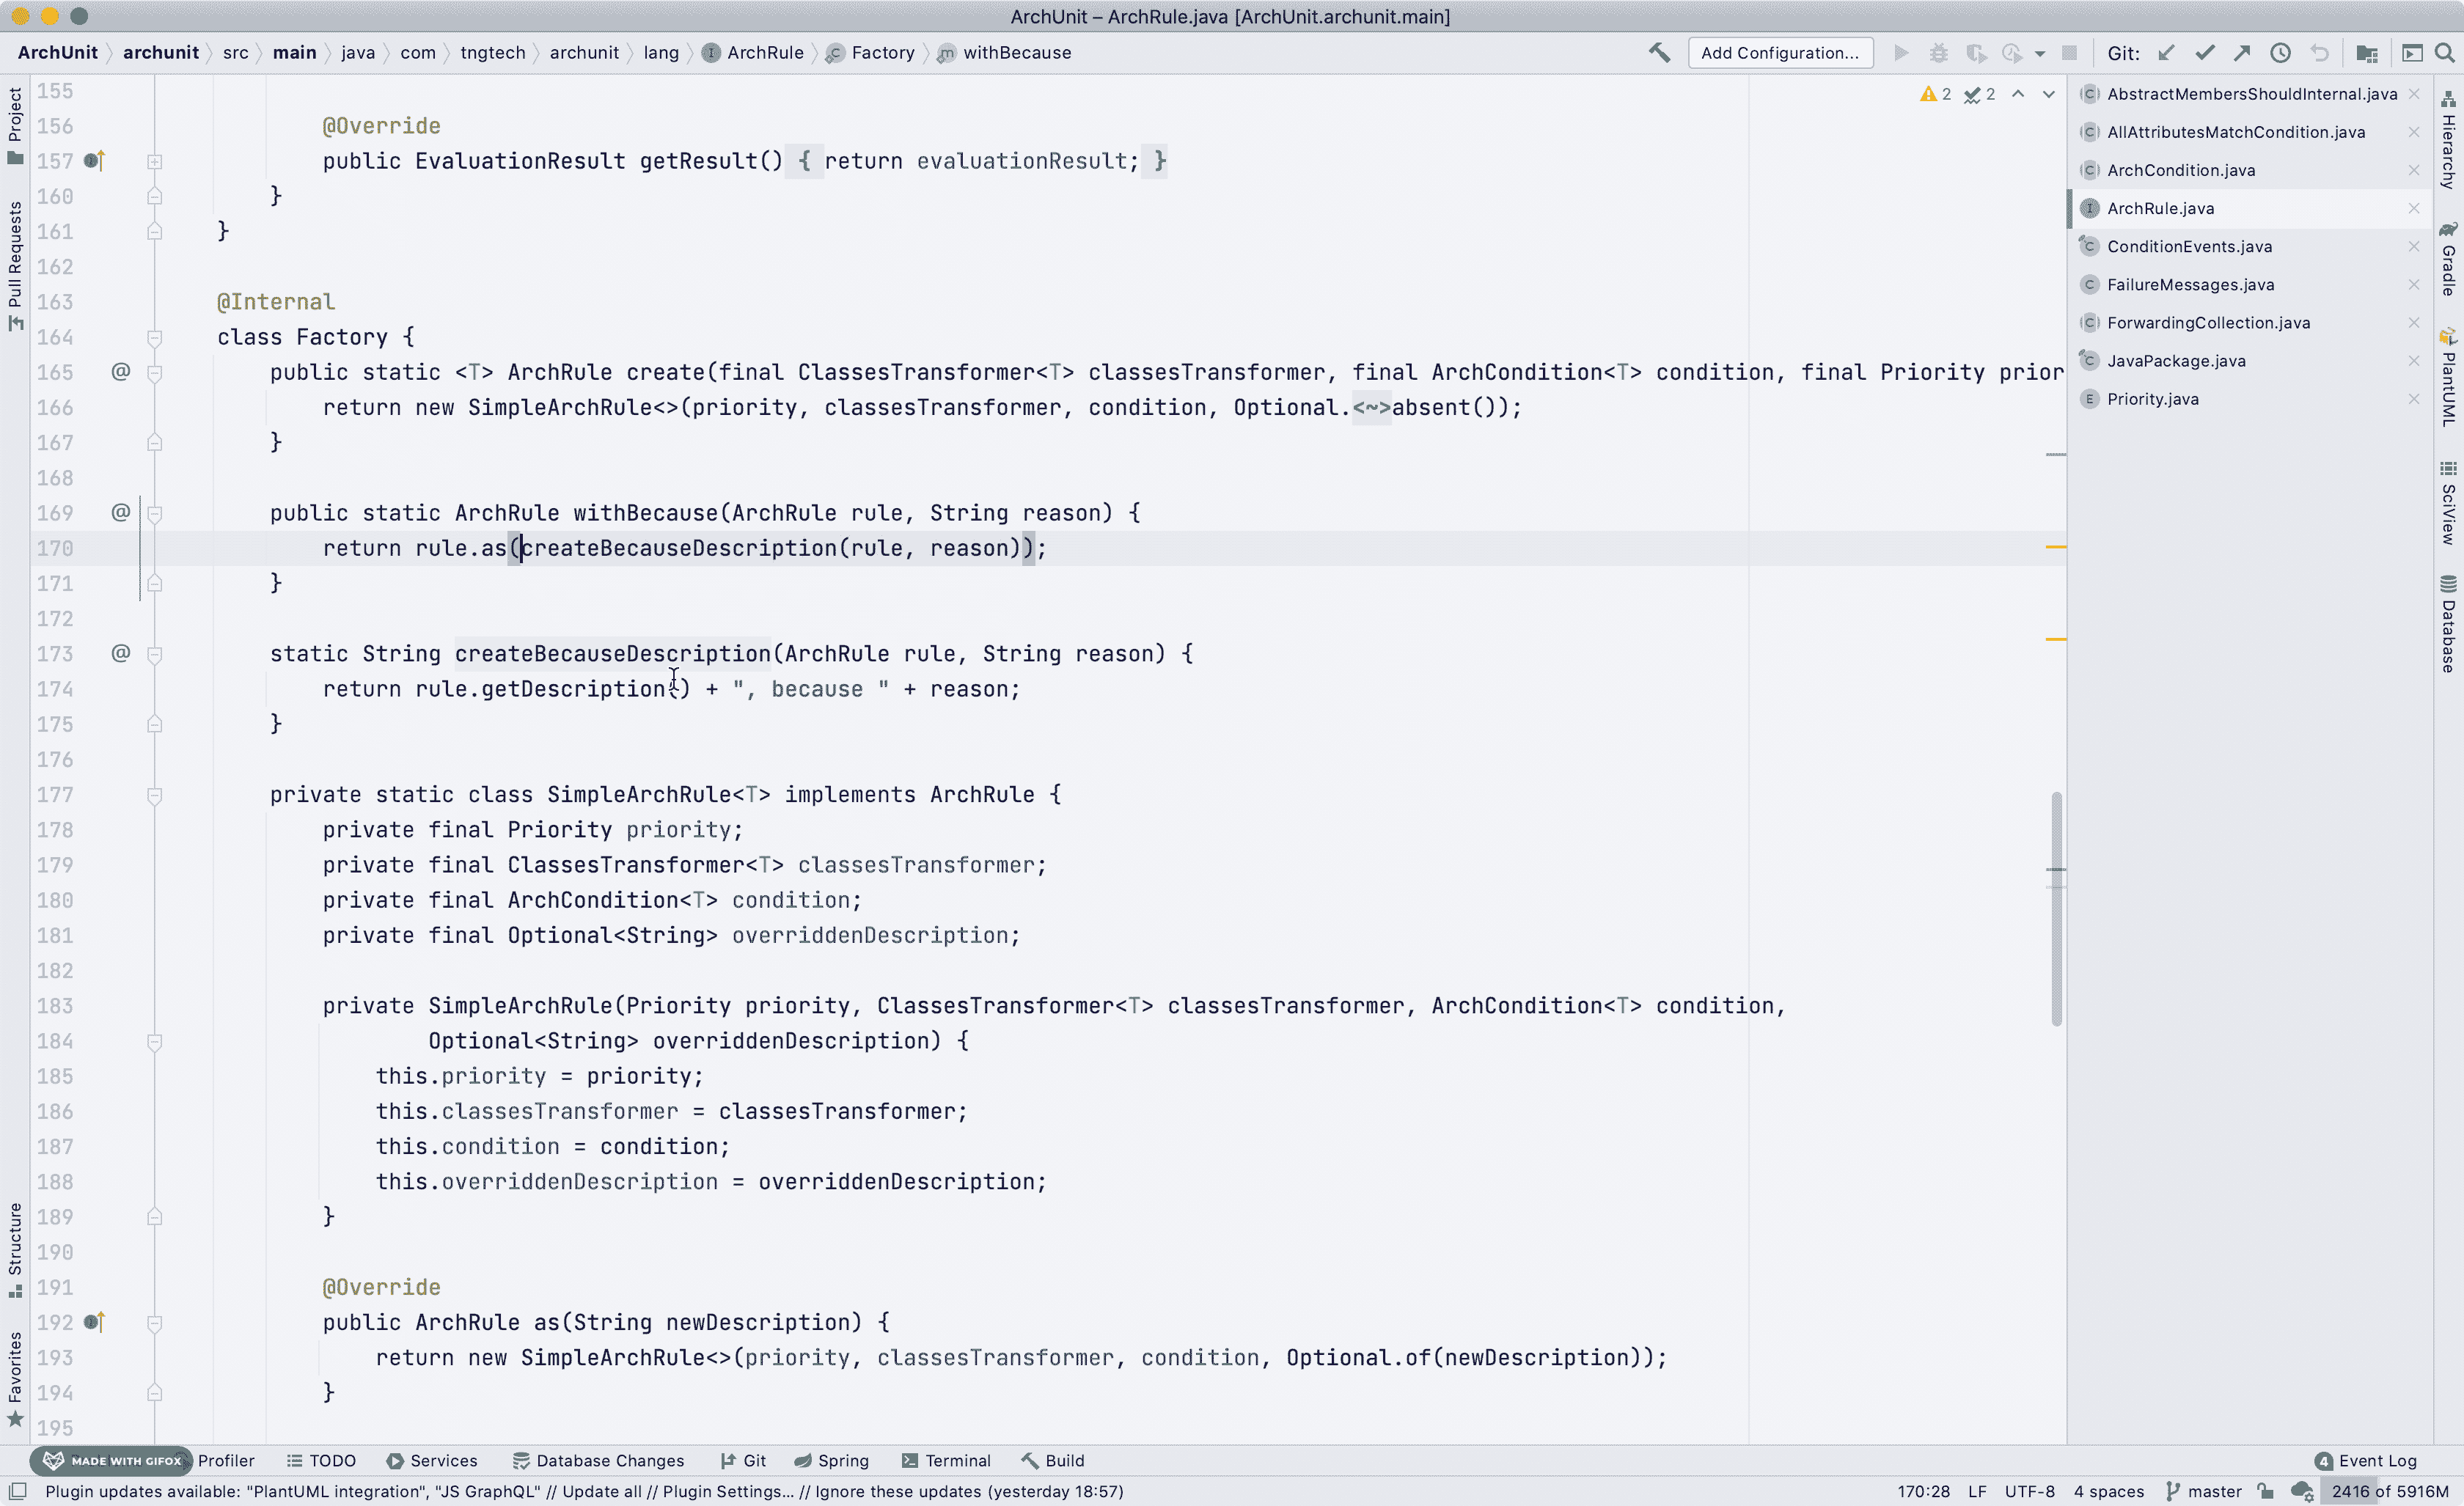 ArchUnit – ArchRule.java [ArchUnit.archunit.main]
ArchUnit archunit src main java com tngtech archunit lang ArchRule Factory withBecause Add Configuration... Git:
Project
Pull Requests
Structure
Favorites
155
156 @Override
157 public EvaluationResult getResult() { return evaluationResult; }
160 }
161 }
162
163 @Internal
164 class Factory {
165 @ public static <T> ArchRule create(final ClassesTransformer<T> classesTransformer, final ArchCondition<T> condition, final Priority prior
166 return new SimpleArchRule<>(priority, classesTransformer, condition, Optional.<~>absent());
167 }
168
169 @ public static ArchRule withBecause(ArchRule rule, String reason) {
170 return rule.as(createBecauseDescription(rule, reason));
171 }
172
173 @ static String createBecauseDescription(ArchRule rule, String reason) {
174 return rule.getDescription() + ", because " + reason;
175 }
176
177 private static class SimpleArchRule<T> implements ArchRule {
178 private final Priority priority;
179 private final ClassesTransformer<T> classesTransformer;
180 private final ArchCondition<T> condition;
181 private final Optional<String> overriddenDescription;
182
183 private SimpleArchRule(Priority priority, ClassesTransformer<T> classesTransformer, ArchCondition<T> condition,
184 Optional<String> overriddenDescription) {
185 this.priority = priority;
186 this.classesTransformer = classesTransformer;
187 this.condition = condition;
188 this.overriddenDescription = overriddenDescription;
189 }
190
191 @Override
192 public ArchRule as(String newDescription) {
193 return new SimpleArchRule<>(priority, classesTransformer, condition, Optional.of(newDescription));
194 }
195
2 2
AbstractMembersShouldInternal.java
AllAttributesMatchCondition.java
ArchCondition.java
ArchRule.java
ConditionEvents.java
FailureMessages.java
ForwardingCollection.java
JavaPackage.java
Priority.java
Hierarchy
Gradle
PlantUML
SciView
Database
MADE WITH GIFOX Profiler TODO Services Database Changes Git Spring Terminal Build 4 Event Log
Plugin updates available: "PlantUML integration", "JS GraphQL" // Update all // Plugin Settings... // Ignore these updates (yesterday 18:57) 170:28 LF UTF-8 4 spaces master 2416 of 5916M